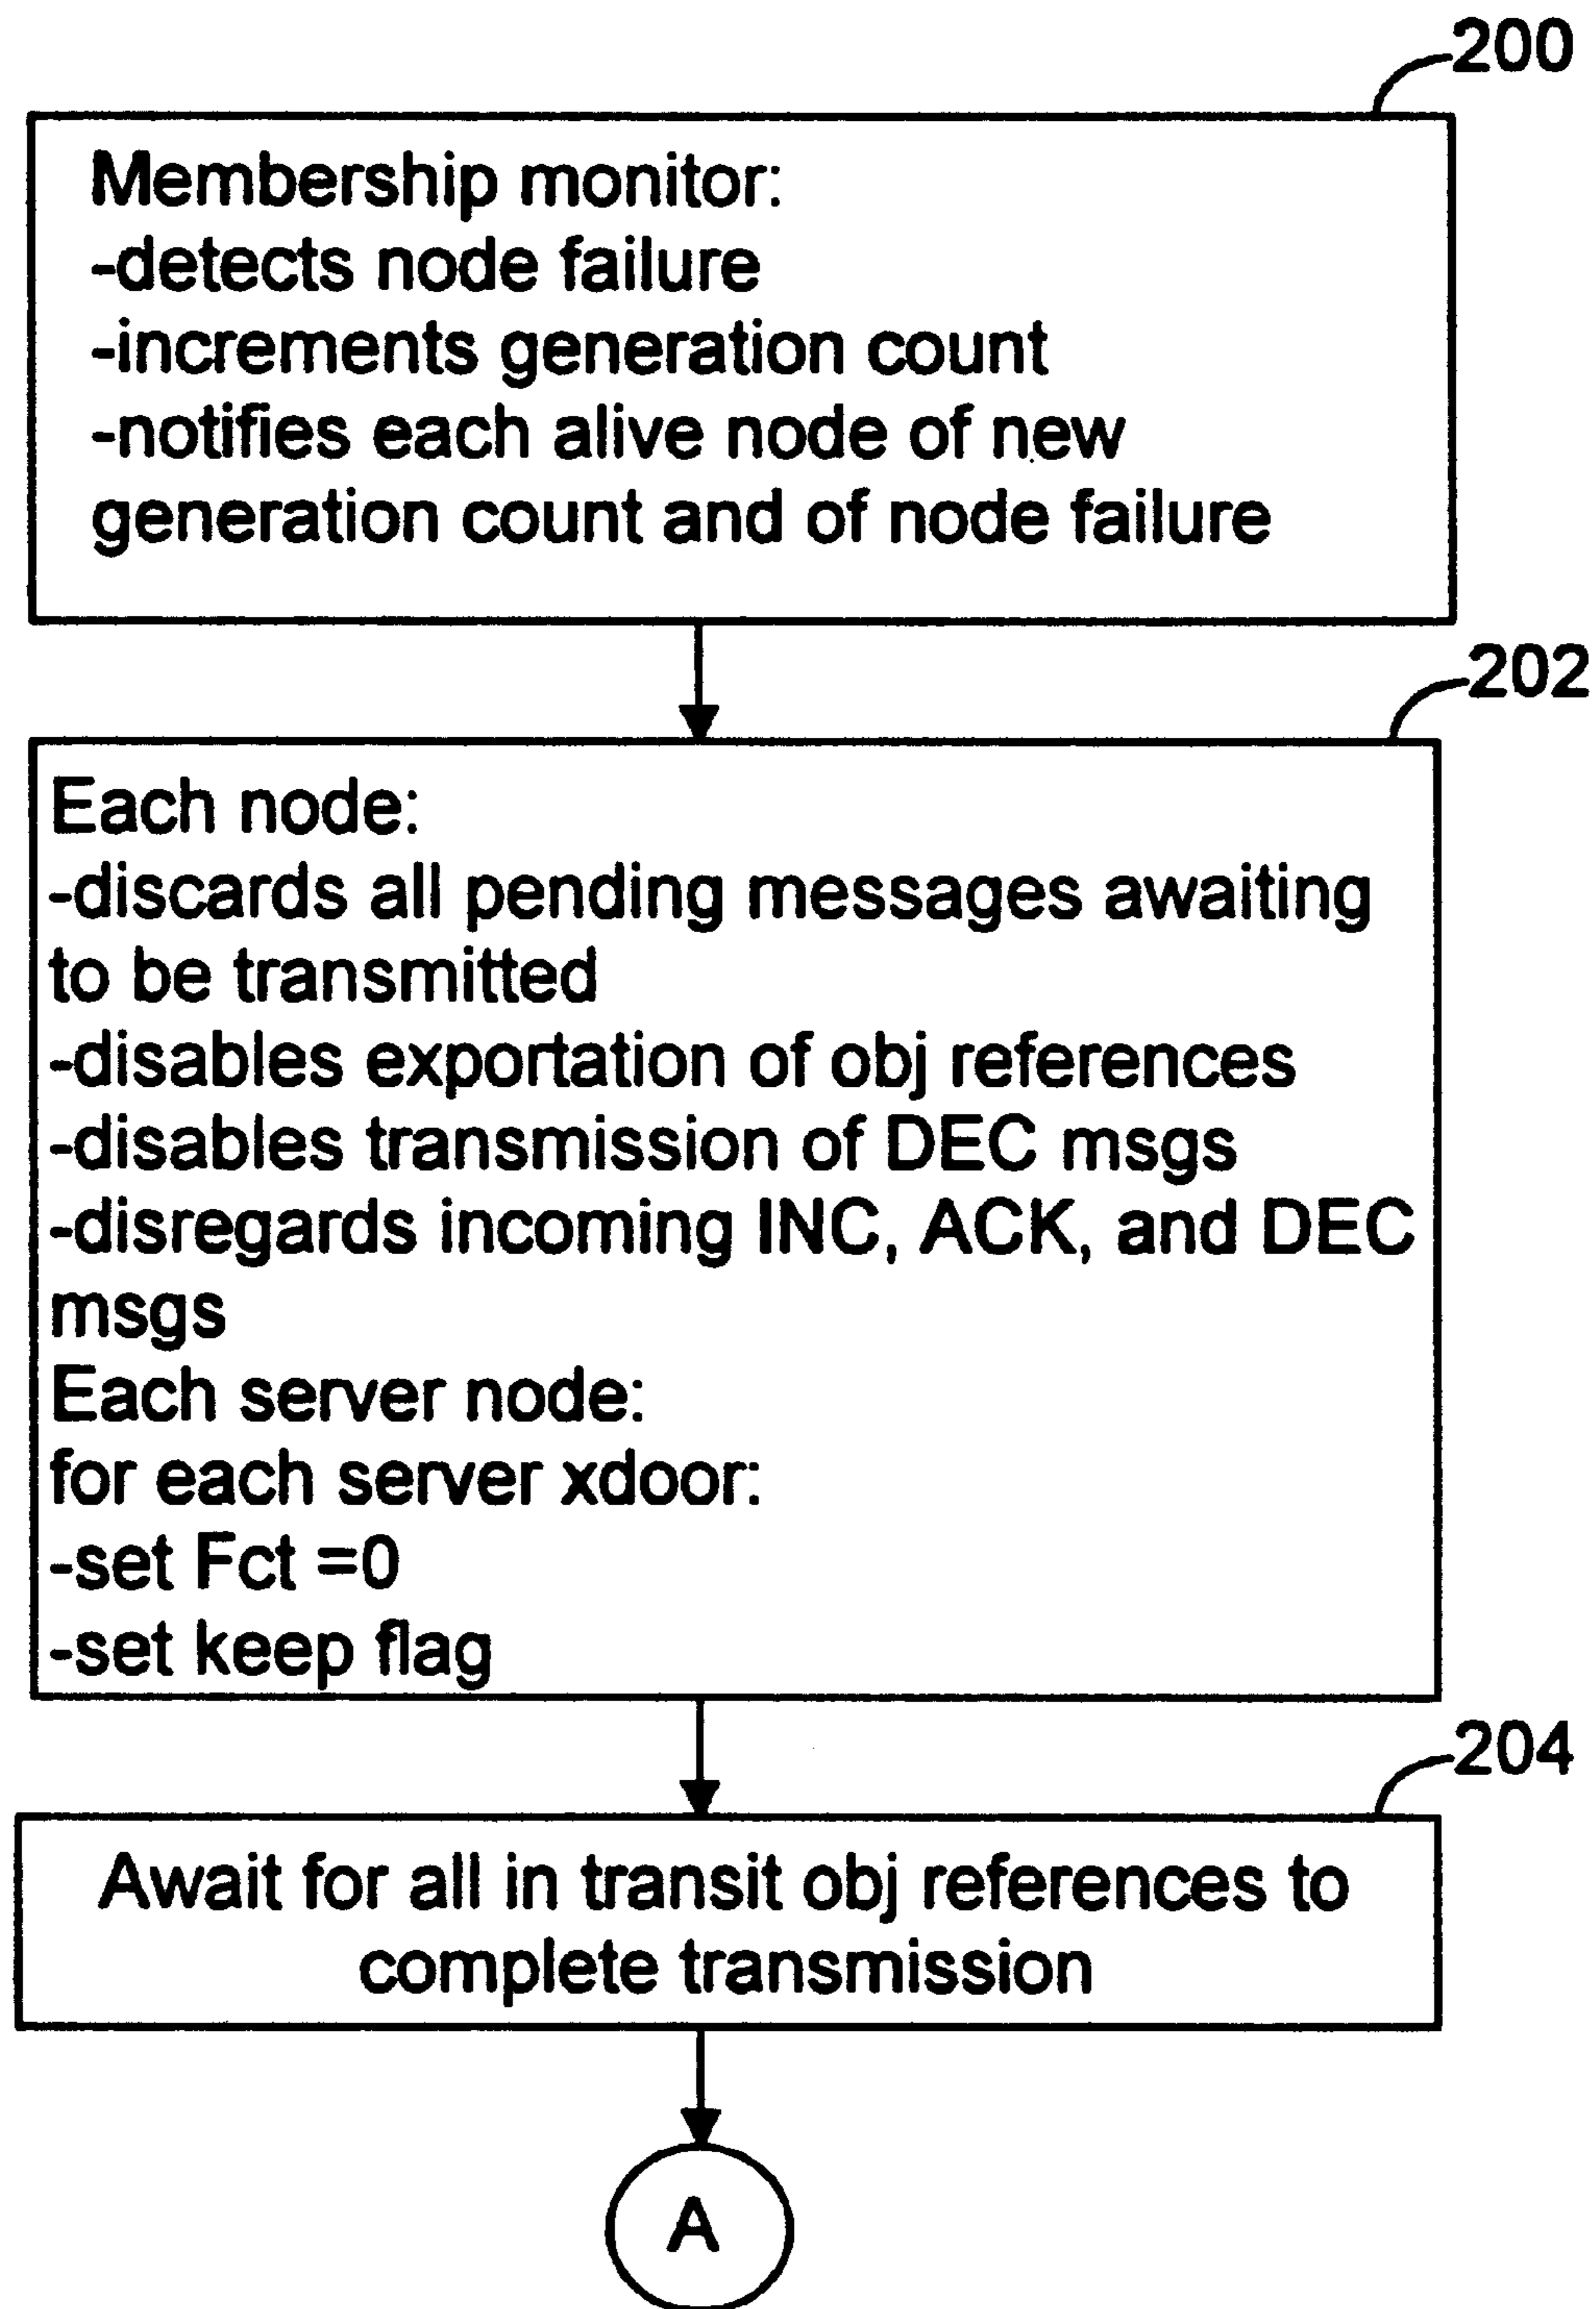 200
Membership monitor:
-detects node failure
-increments generation count
-notifies each alive node of new
generation count and of node failure
202
Each node:
-discards all pending messages awaiting
to be transmitted
-disables exportation of obj references
-disables transmission of DEC msgs
-disregards incoming INC, ACK, and DEC
msgs
Each server node:
for each server xdoor:
-set Fct =0
-set keep flag
204
Await for all in transit obj references to
complete transmission
A